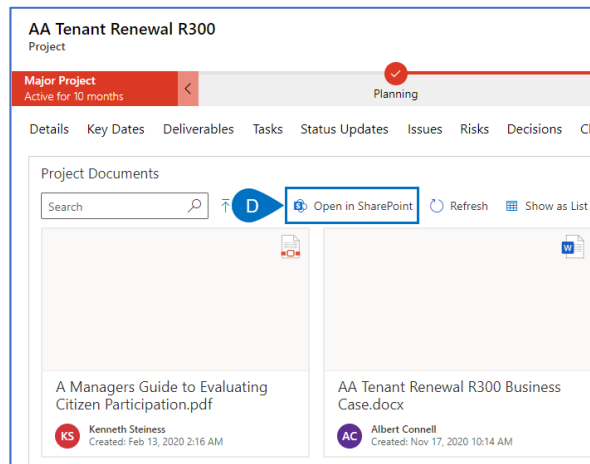 AA Tenant Renewal R300
Project
Major Project
Active for 10 months
Planning
Details Key Dates Deliverables Tasks Status Updates Issues Risks Decisions
Project Documents
Search D Open in SharePoint Refresh Show as List
A Managers Guide to Evaluating
Citizen Participation.pdf
KS Kenneth Steiness
Created: Feb 13, 2020 2:16 AM
AA Tenant Renewal R300 Business
Case.docx
AC Albert Connell
Created: Nov 17, 2020 10:14 AM